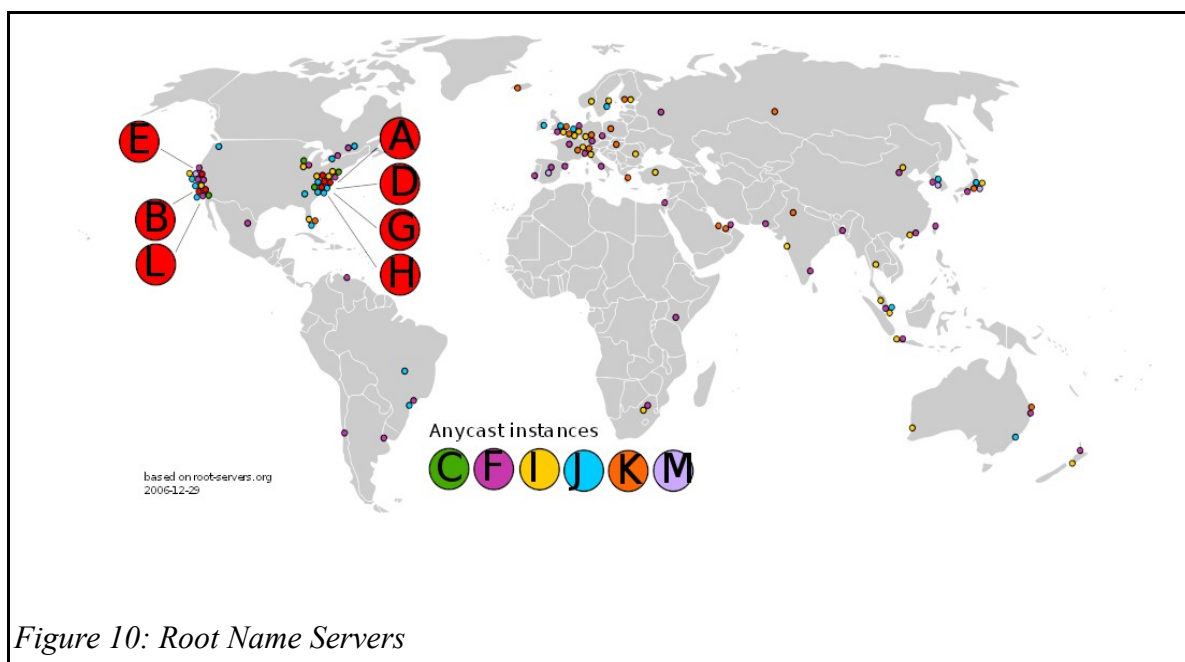 E
A
D
B
G
L
H
Anycast instances
C F I J K M
based on root-servers.org
2006-12-29
Figure 10: Root Name Servers